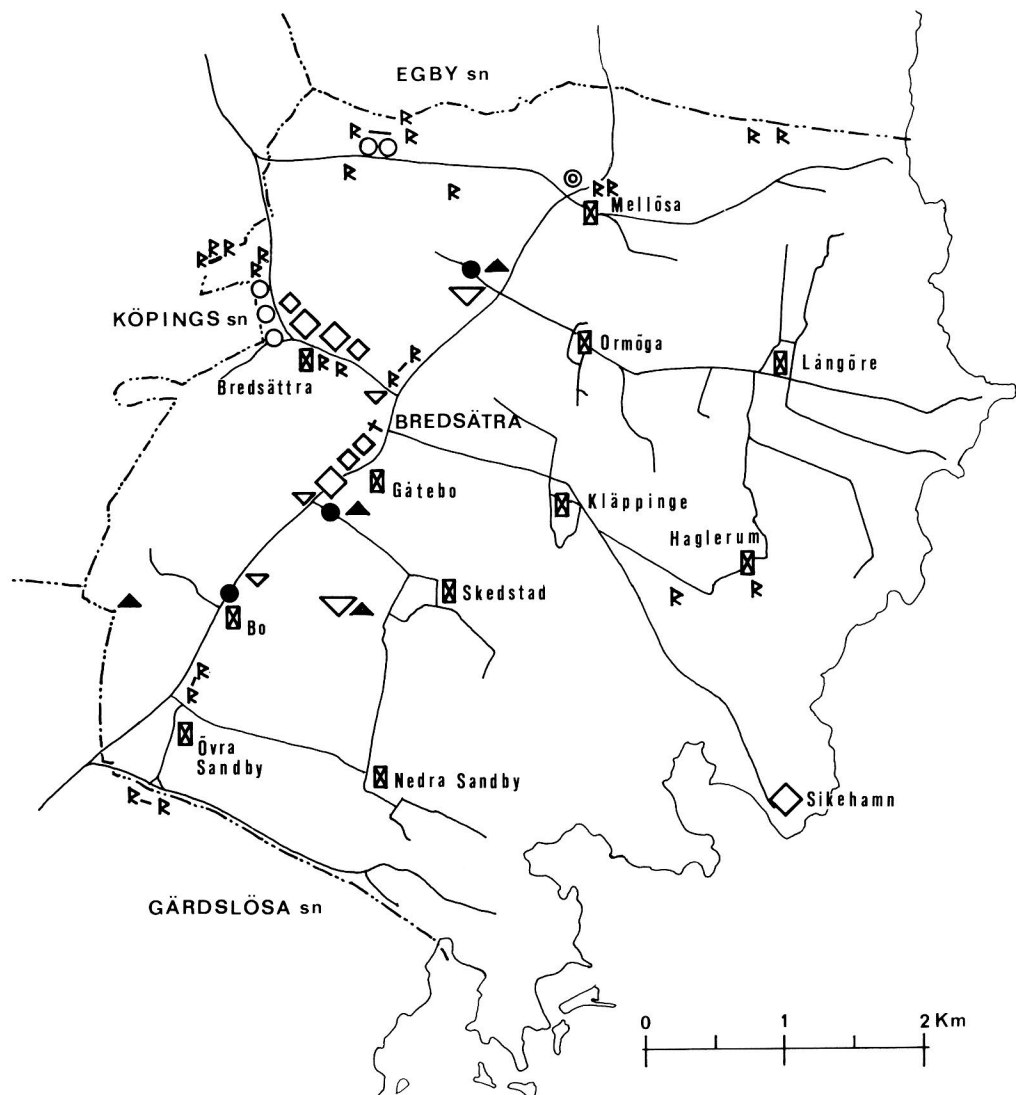 EGBY sn
Mellösa
KÖPINGS sn
Ormöga
Långöre
Bredsättra
BREDSÄTRA
Gåtebo
Kläppinge
Haglerum
Skedstad
Bo
Övra
Sandby
Nedra Sandby
Sikehamn
GÄRDSLÖSA sn
0 1 2 Km